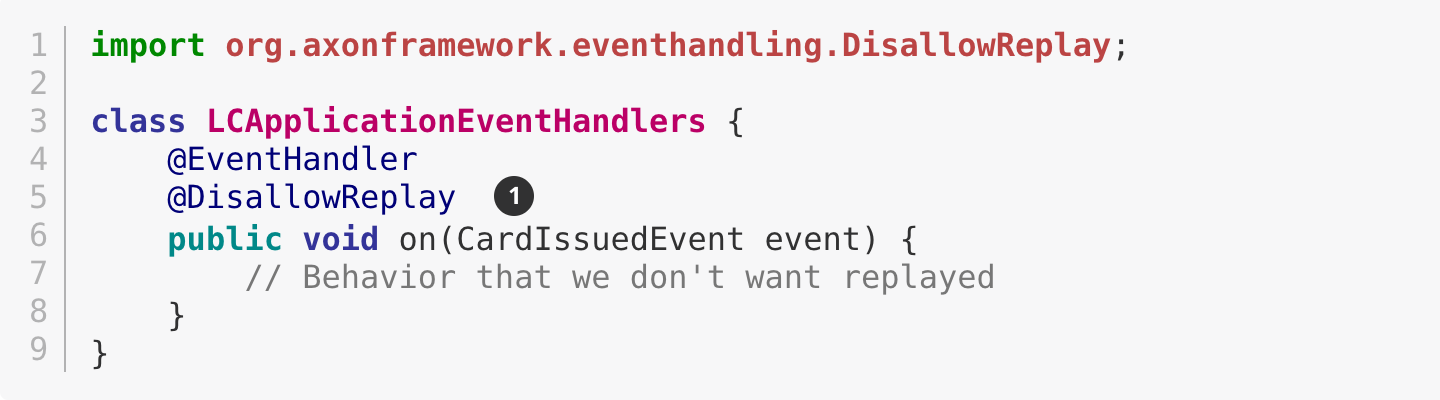 1 import org.axonframework.eventhandling.DisallowReplay;
2
3 class LCApplicationEventHandlers {
4     @EventHandler
5     @DisallowReplay  1
6     public void on(CardIssuedEvent event) {
7         // Behavior that we don't want replayed
8     }
9 }